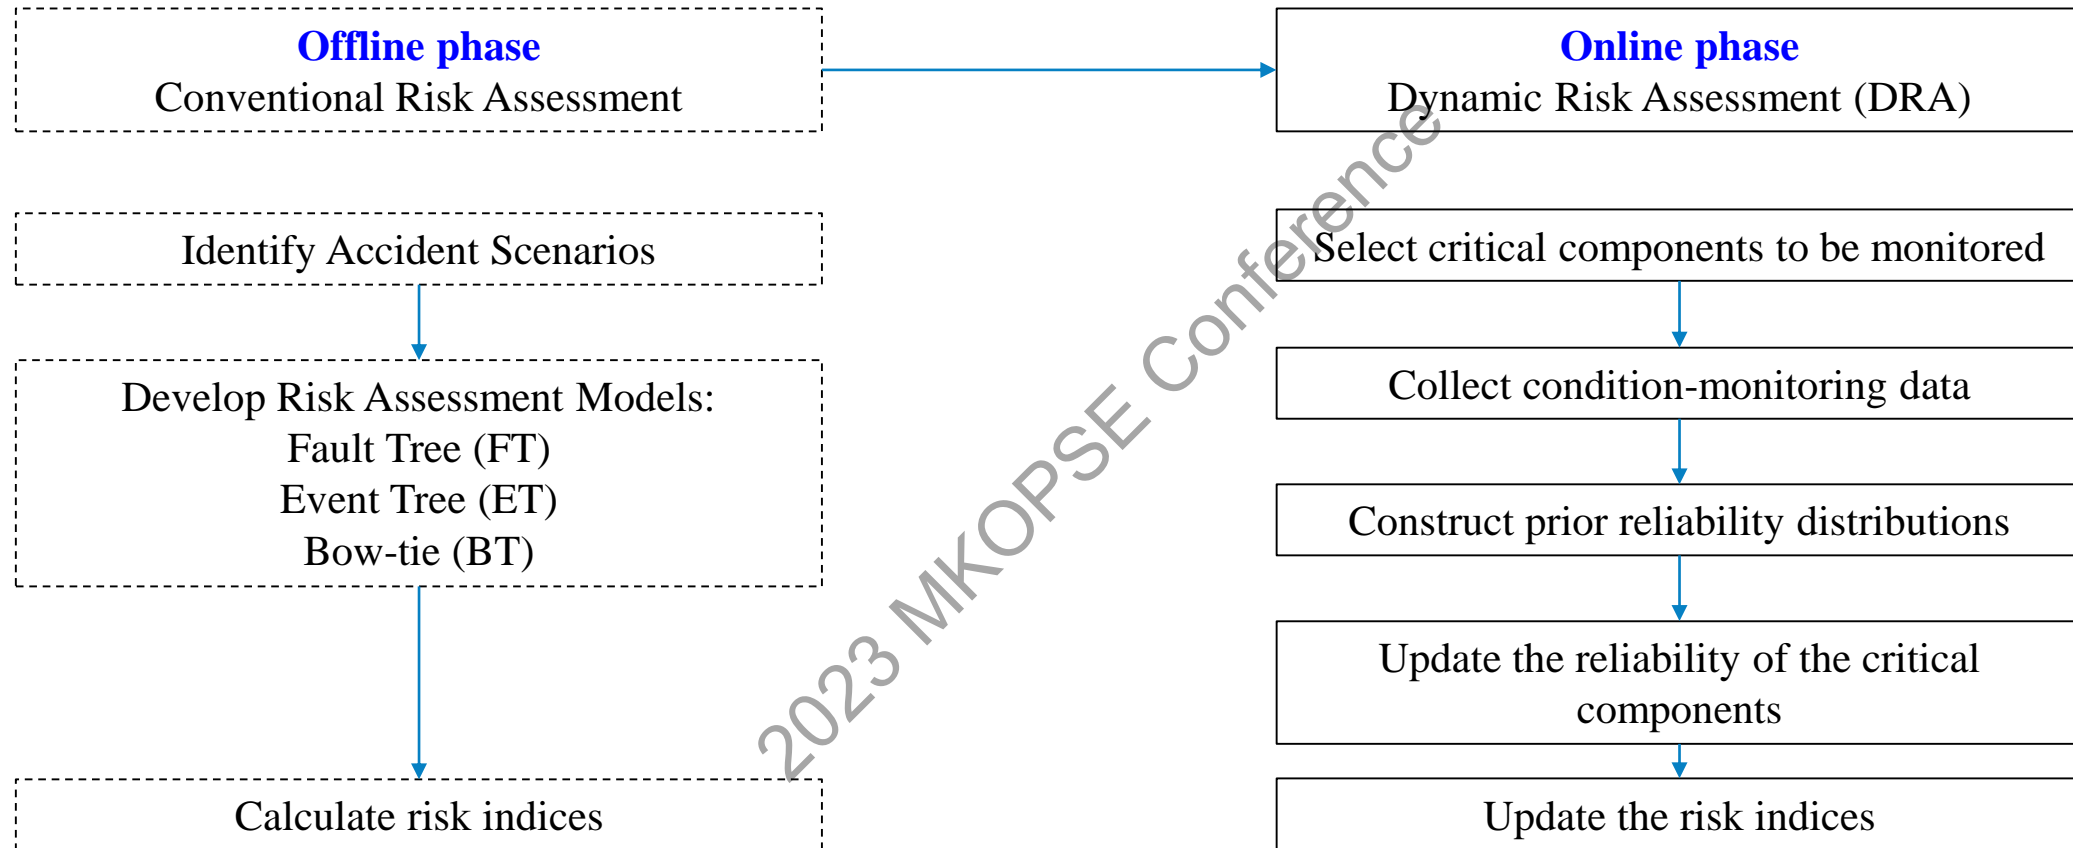 Offline phase
Conventional Risk Assessment
Identify Accident Scenarios
Develop Risk Assessment Models:
Fault Tree (FT)
Event Tree (ET)
Bow-tie (BT)
Calculate risk indices
Online phase
Dynamic Risk Assessment (DRA)
Select critical components to be monitored
Collect condition-monitoring data
Construct prior reliability distributions
Update the reliability of the critical
components
Update the risk indices
2023 MKOPSE Conference